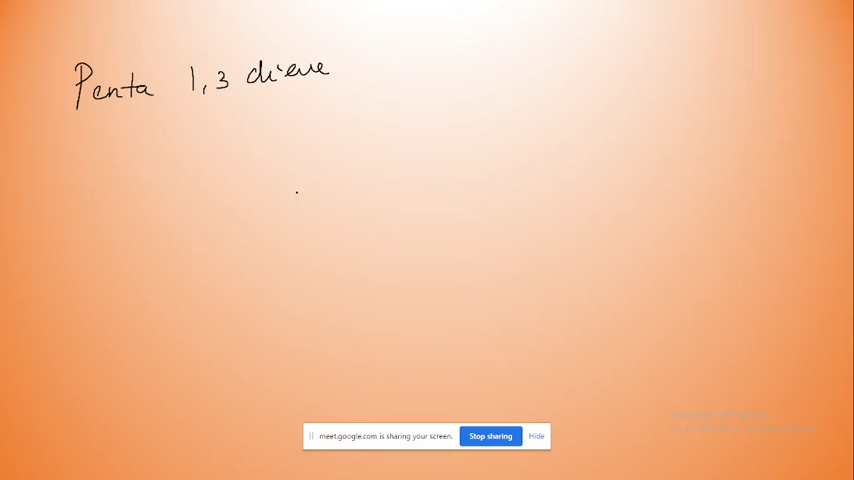 Penta 1,3 diene
meet.google.com is sharing your screen. Stop sharing Hide